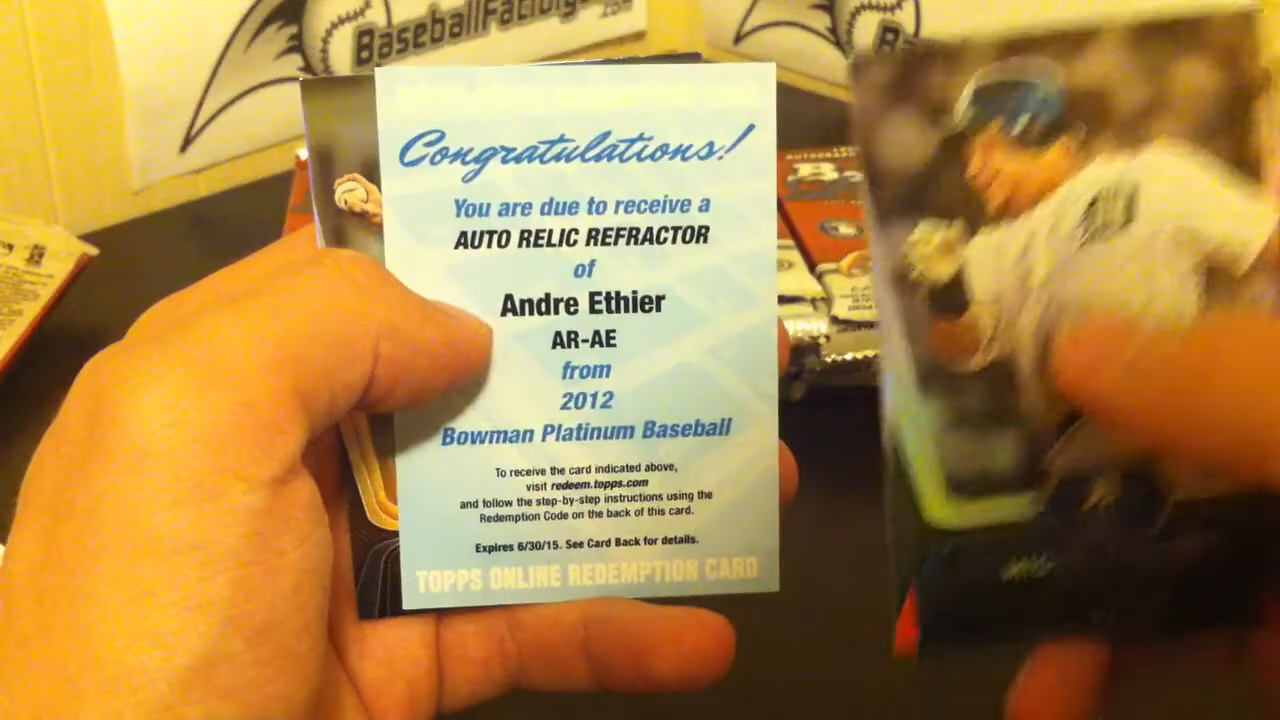 BaseballFactory
.com
B
Congratulations!
You are due to receive a
AUTO RELIC REFRACTOR
of
Andre Ethier
AR-AE
from
2012
Bowman Platinum Baseball
To receive the card indicated above,
visit redeem.topps.com
and follow the step-by-step instructions using the
Redemption Code on the back of this card.
Expires 6/30/15. See Card Back for details.
TOPPS ONLINE REDEMPTION CARD